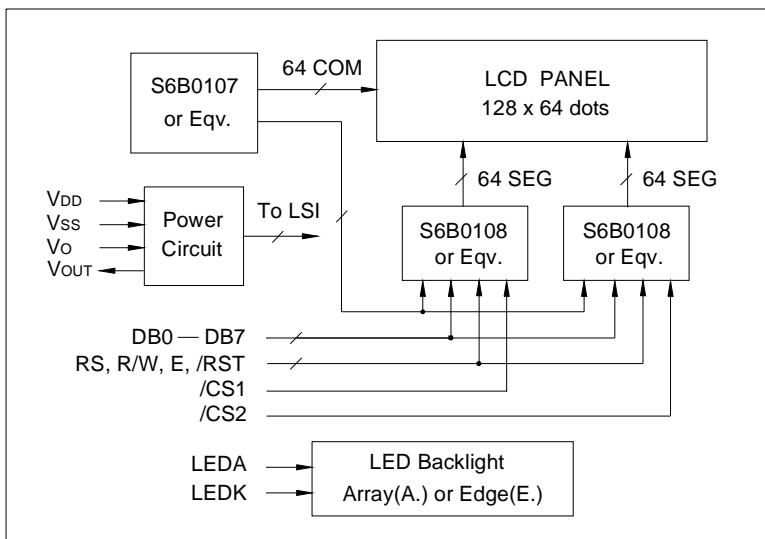 S6B0107
or Eqv.
64 COM
LCD PANEL
128 x 64 dots
64 SEG
64 SEG
VDD
VSS
VO
VOUT
Power
Circuit
To LSI
S6B0108
or Eqv.
S6B0108
or Eqv.
DB0 — DB7
RS, R/W, E, /RST
/CS1
/CS2
LEDA
LEDK
LED Backlight
Array(A.) or Edge(E.)